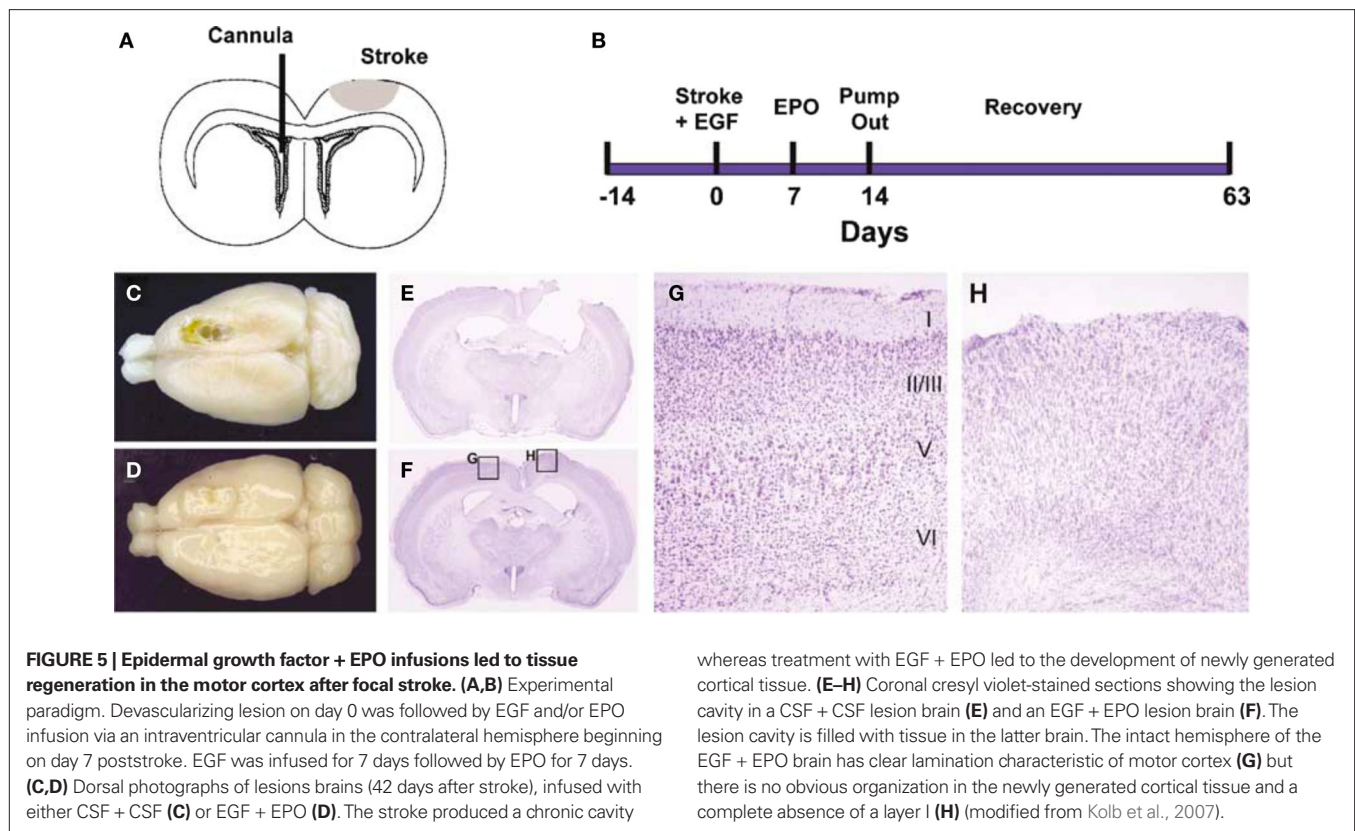 A
Cannula
Stroke
B
Stroke
+ EGF
EPO
Pump
Out
Recovery
-14
0
7
14
63
Days
C
D
E
F
G
H
G
I
II/III
V
VI
H
FIGURE 5 | Epidermal growth factor + EPO infusions led to tissue
regeneration in the motor cortex after focal stroke. (A,B) Experimental
paradigm. Devascularizing lesion on day 0 was followed by EGF and/or EPO
infusion via an intraventricular cannula in the contralateral hemisphere beginning
on day 7 poststroke. EGF was infused for 7 days followed by EPO for 7 days.
(C,D) Dorsal photographs of lesions brains (42 days after stroke), infused with
either CSF + CSF (C) or EGF + EPO (D). The stroke produced a chronic cavity
whereas treatment with EGF + EPO led to the development of newly generated
cortical tissue. (E–H) Coronal cresyl violet-stained sections showing the lesion
cavity in a CSF + CSF lesion brain (E) and an EGF + EPO lesion brain (F). The
lesion cavity is filled with tissue in the latter brain. The intact hemisphere of the
EGF + EPO brain has clear lamination characteristic of motor cortex (G) but
there is no obvious organization in the newly generated cortical tissue and a
complete absence of a layer I (H) (modified from Kolb et al., 2007).